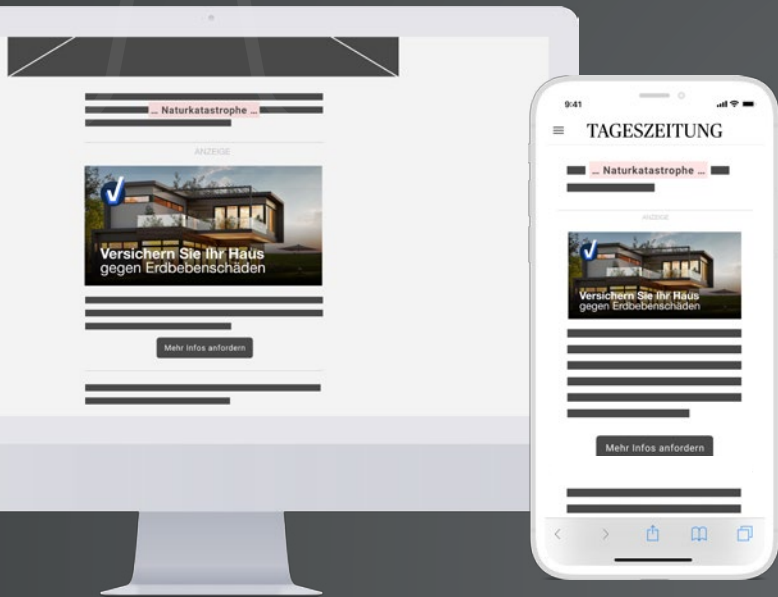 ... Naturkatastrophe ...
ANZEIGE
Versichern Sie Ihr Haus
gegen Erdbebenschäden
Mehr Infos anfordern
9:41
TAGESZEITUNG
... Naturkatastrophe ...
ANZEIGE
Versichern Sie Ihr Haus
gegen Erdbebenschäden
Mehr Infos anfordern